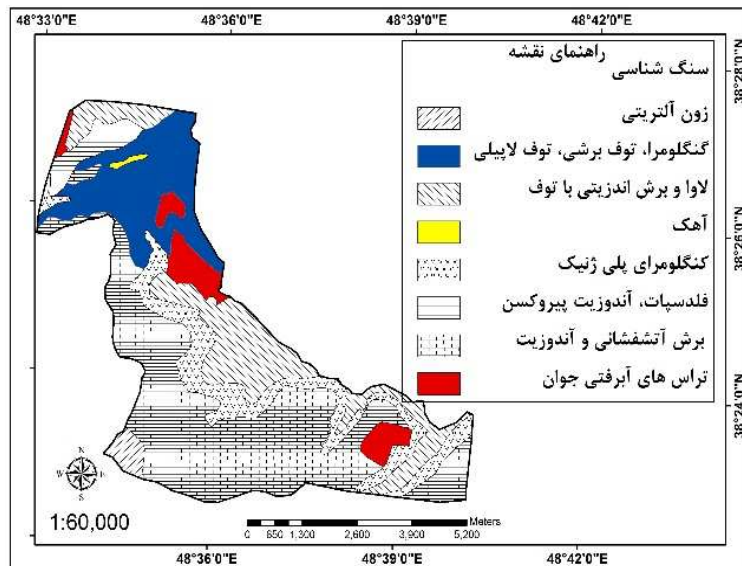 48°33'0"E 48°36'0"E 48°39'0"E 48°42'0"E
راهنمای نقشه
سنگ شناسی
زون آلتریتی
گنگلومرا، توف برشی، توف لاپیلی
لاوا و برش اندزیتی با توف
آهک
کنگلومرای پلی ژنیک
فلدسپات، آندوزیت پیروکسن
برش آتشفشانی و آندوزیت
تراس های آبرفتی جوان
38°28'0"N
38°26'0"N
38°24'0"N
N
W E
S
1:60,000
Meters
0 650 1,300 2,600 3,900 5,200
48°36'0"E 48°39'0"E 48°42'0"E